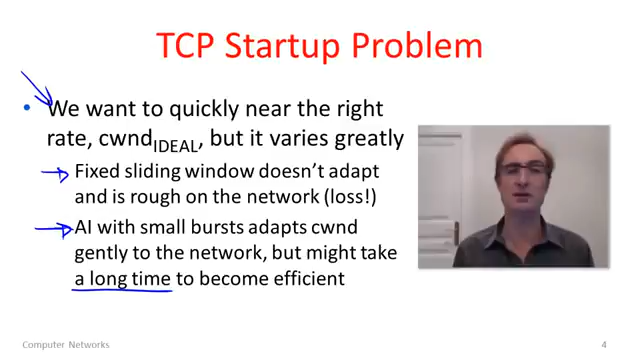 TCP Startup Problem
• We want to quickly near the right
rate, cwndIDEAL, but it varies greatly
Fixed sliding window doesn't adapt
and is rough on the network (loss!)
AI with small bursts adapts cwnd
gently to the network, but might take
a long time to become efficient
Computer Networks
4